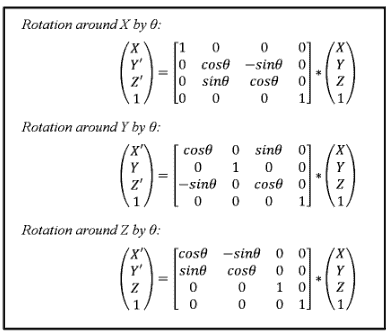 Rotation around X by θ:
(X Y′ Z′ 1) = [1 0 0 0
0 cosθ −sinθ 0
0 sinθ cosθ 0
0 0 0 1] * (X Y Z 1)
Rotation around Y by θ:
(X′ Y Z′ 1) = [cosθ 0 sinθ 0
0 1 0 0
−sinθ 0 cosθ 0
0 0 0 1] * (X Y Z 1)
Rotation around Z by θ:
(X′ Y′ Z 1) = [cosθ −sinθ 0 0
sinθ cosθ 0 0
0 0 1 0
0 0 0 1] * (X Y Z 1)